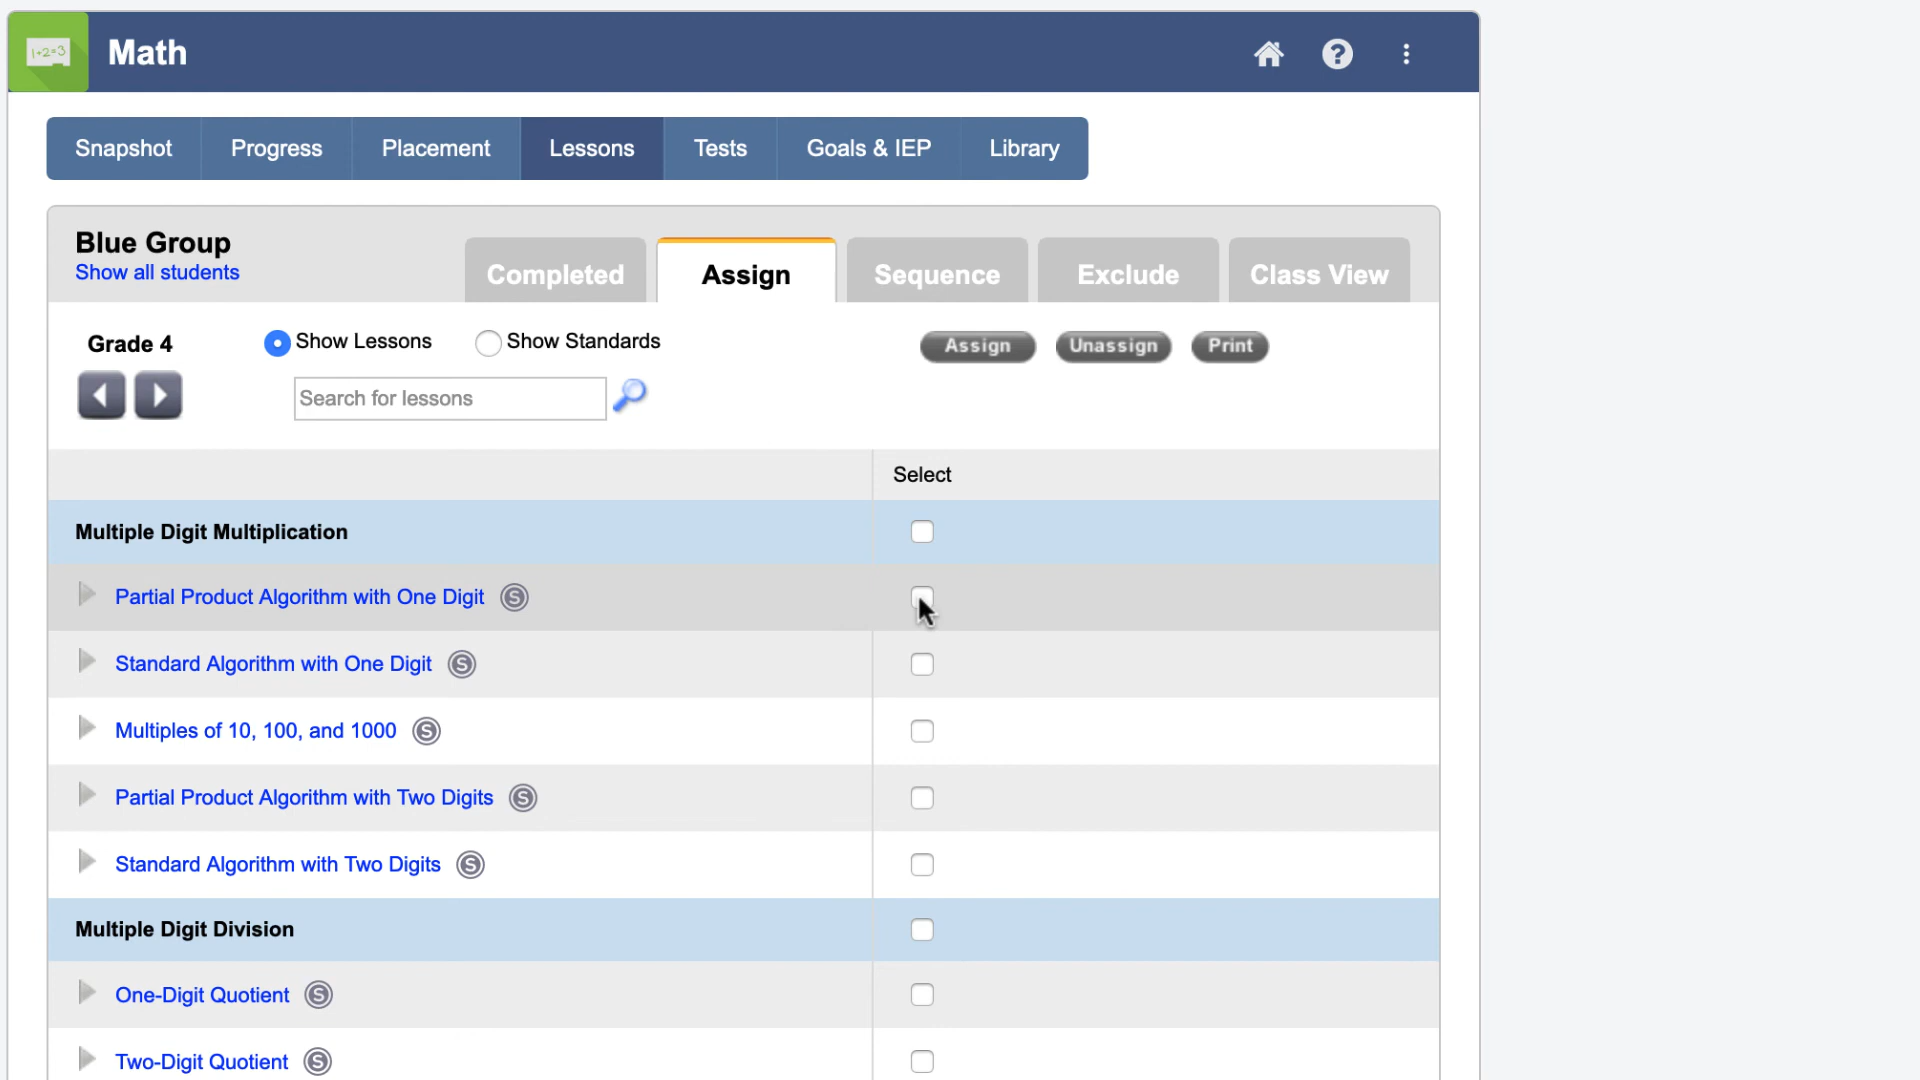 1+2=3
Math
?
Snapshot Progress Placement Lessons Tests Goals & IEP Library
Blue Group
Show all students
Completed Assign Sequence Exclude Class View
Grade 4 Show Lessons Show Standards Assign Unassign Print
Search for lessons
Select
Multiple Digit Multiplication
Partial Product Algorithm with One Digit S
Standard Algorithm with One Digit S
Multiples of 10, 100, and 1000 S
Partial Product Algorithm with Two Digits S
Standard Algorithm with Two Digits S
Multiple Digit Division
One-Digit Quotient S
Two-Digit Quotient S